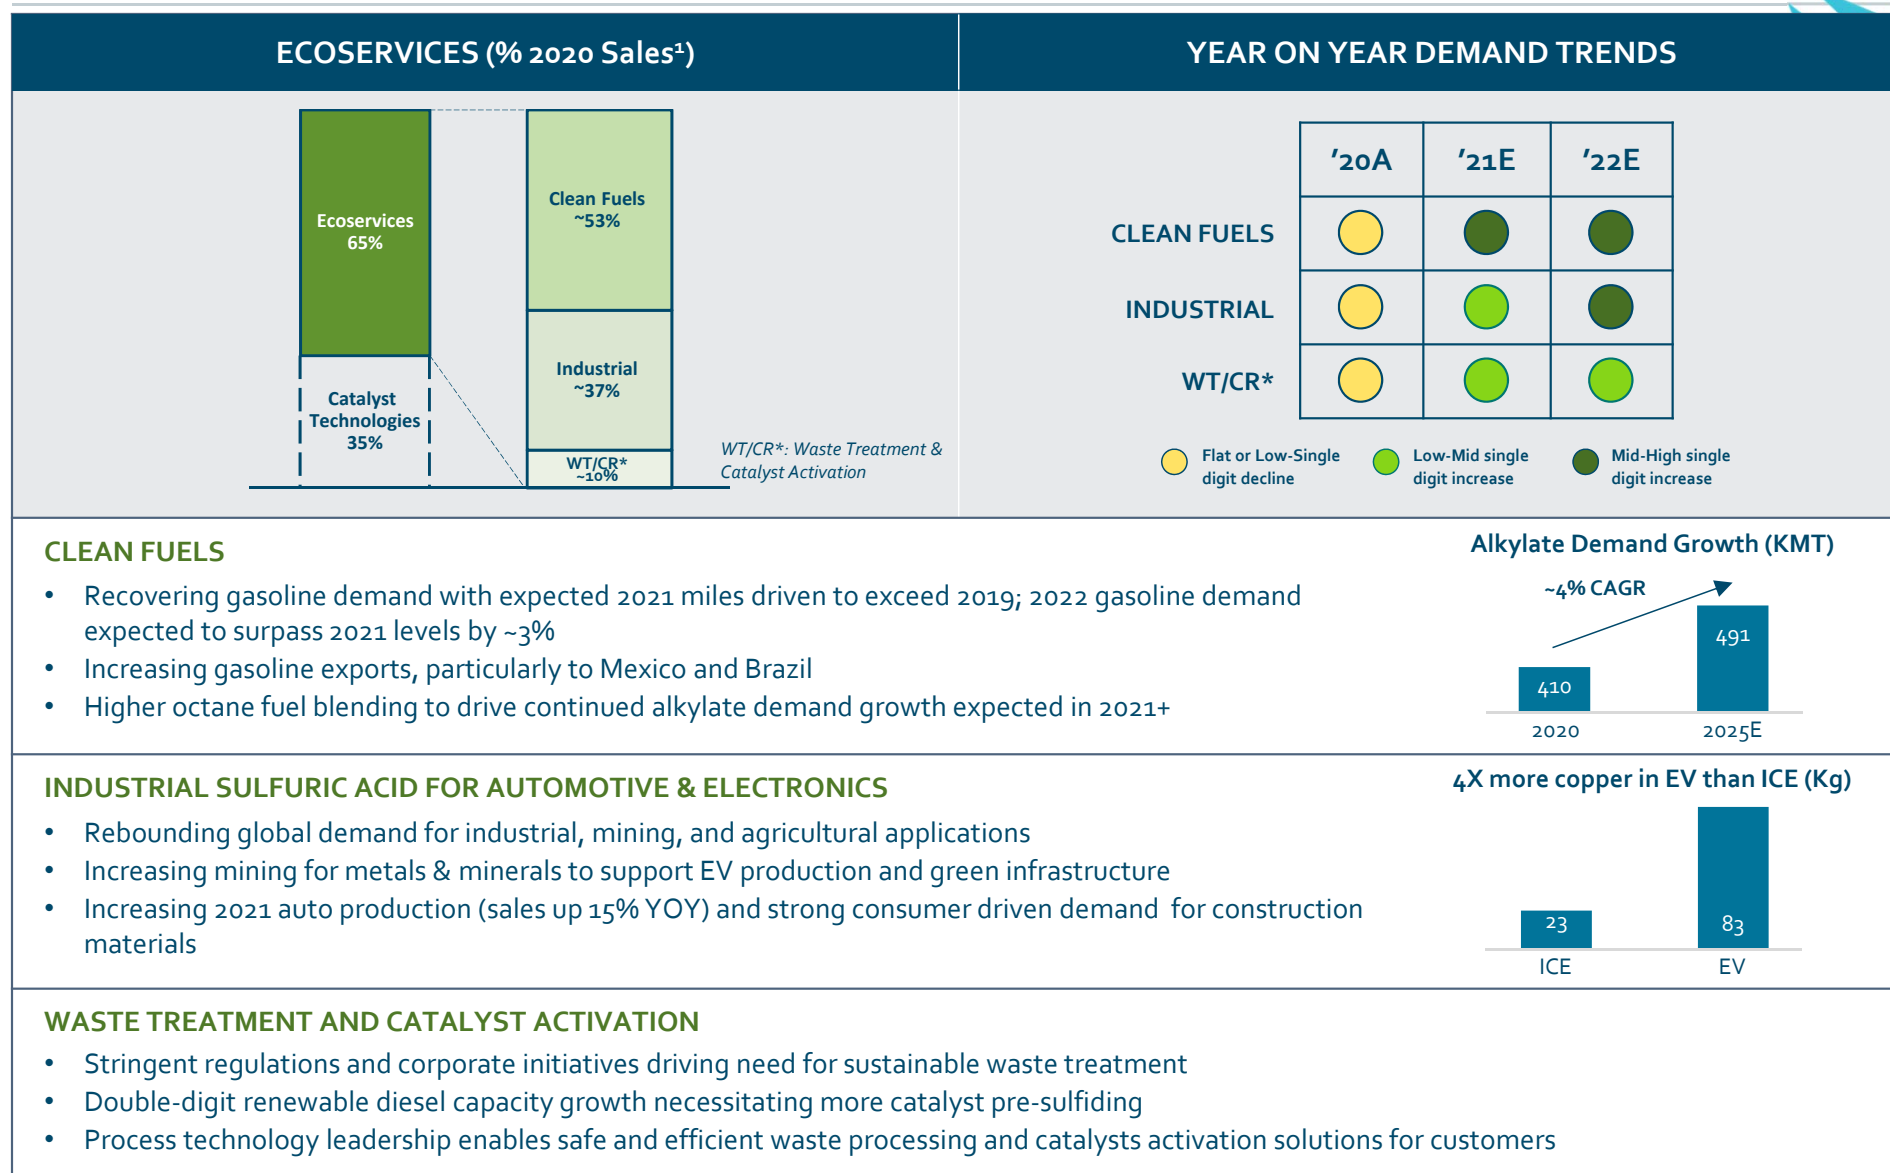 ECOSERVICES (% 2020 Sales¹)
YEAR ON YEAR DEMAND TRENDS
Ecoservices
65%
Catalyst
Technologies
35%
Clean Fuels
~53%
Industrial
~37%
WT/CR*
~10%
WT/CR*: Waste Treatment &
Catalyst Activation
'20A
'21E
'22E
CLEAN FUELS
INDUSTRIAL
WT/CR*
Flat or Low-Single
digit decline
Low-Mid single
digit increase
Mid-High single
digit increase
CLEAN FUELS
• Recovering gasoline demand with expected 2021 miles driven to exceed 2019; 2022 gasoline demand
expected to surpass 2021 levels by ~3%
• Increasing gasoline exports, particularly to Mexico and Brazil
• Higher octane fuel blending to drive continued alkylate demand growth expected in 2021+
Alkylate Demand Growth (KMT)
~4% CAGR
410
491
2020
2025E
INDUSTRIAL SULFURIC ACID FOR AUTOMOTIVE & ELECTRONICS
• Rebounding global demand for industrial, mining, and agricultural applications
• Increasing mining for metals & minerals to support EV production and green infrastructure
• Increasing 2021 auto production (sales up 15% YOY) and strong consumer driven demand for construction
materials
4X more copper in EV than ICE (Kg)
23
83
ICE
EV
WASTE TREATMENT AND CATALYST ACTIVATION
• Stringent regulations and corporate initiatives driving need for sustainable waste treatment
• Double-digit renewable diesel capacity growth necessitating more catalyst pre-sulfiding
• Process technology leadership enables safe and efficient waste processing and catalysts activation solutions for customers